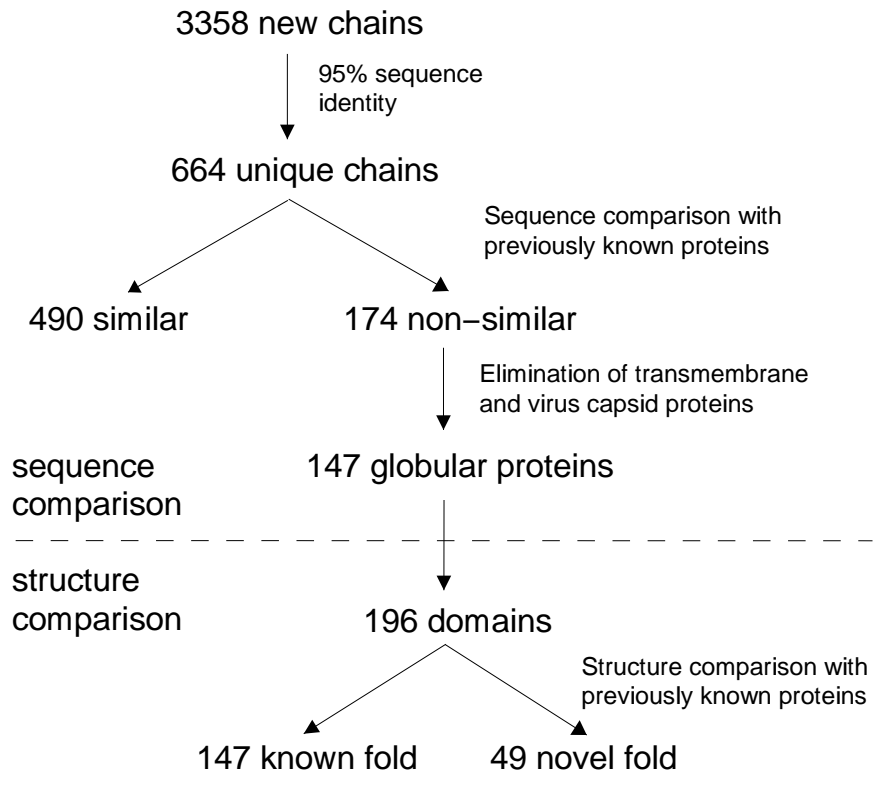 3358 new chains
95% sequence
identity
664 unique chains
Sequence comparison with
previously known proteins
490 similar
174 non−similar
Elimination of transmembrane
and virus capsid proteins
sequence
comparison
147 globular proteins
structure
comparison
196 domains
Structure comparison with
previously known proteins
147 known fold
49 novel fold